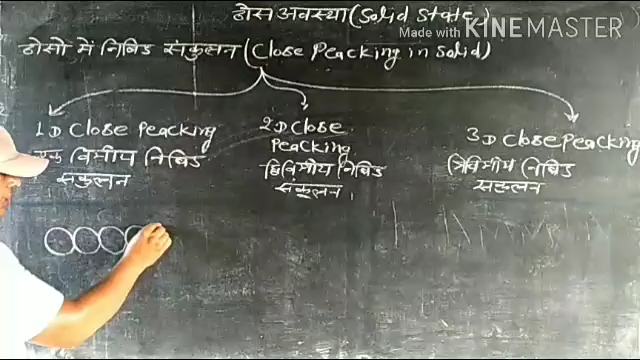 ठोस अवस्था (Solid State)
Made with KINEMASTER
ठोसो में निबिड संकुलन (Close Peacking in Solid)
1D Close Peacking
एक विमीय निबिड
संकुलन
2D Close
Peacking
द्विविमीय निबिड
संकुलन
3D Close Peacking
त्रिविमीय निबिड
संकुलन